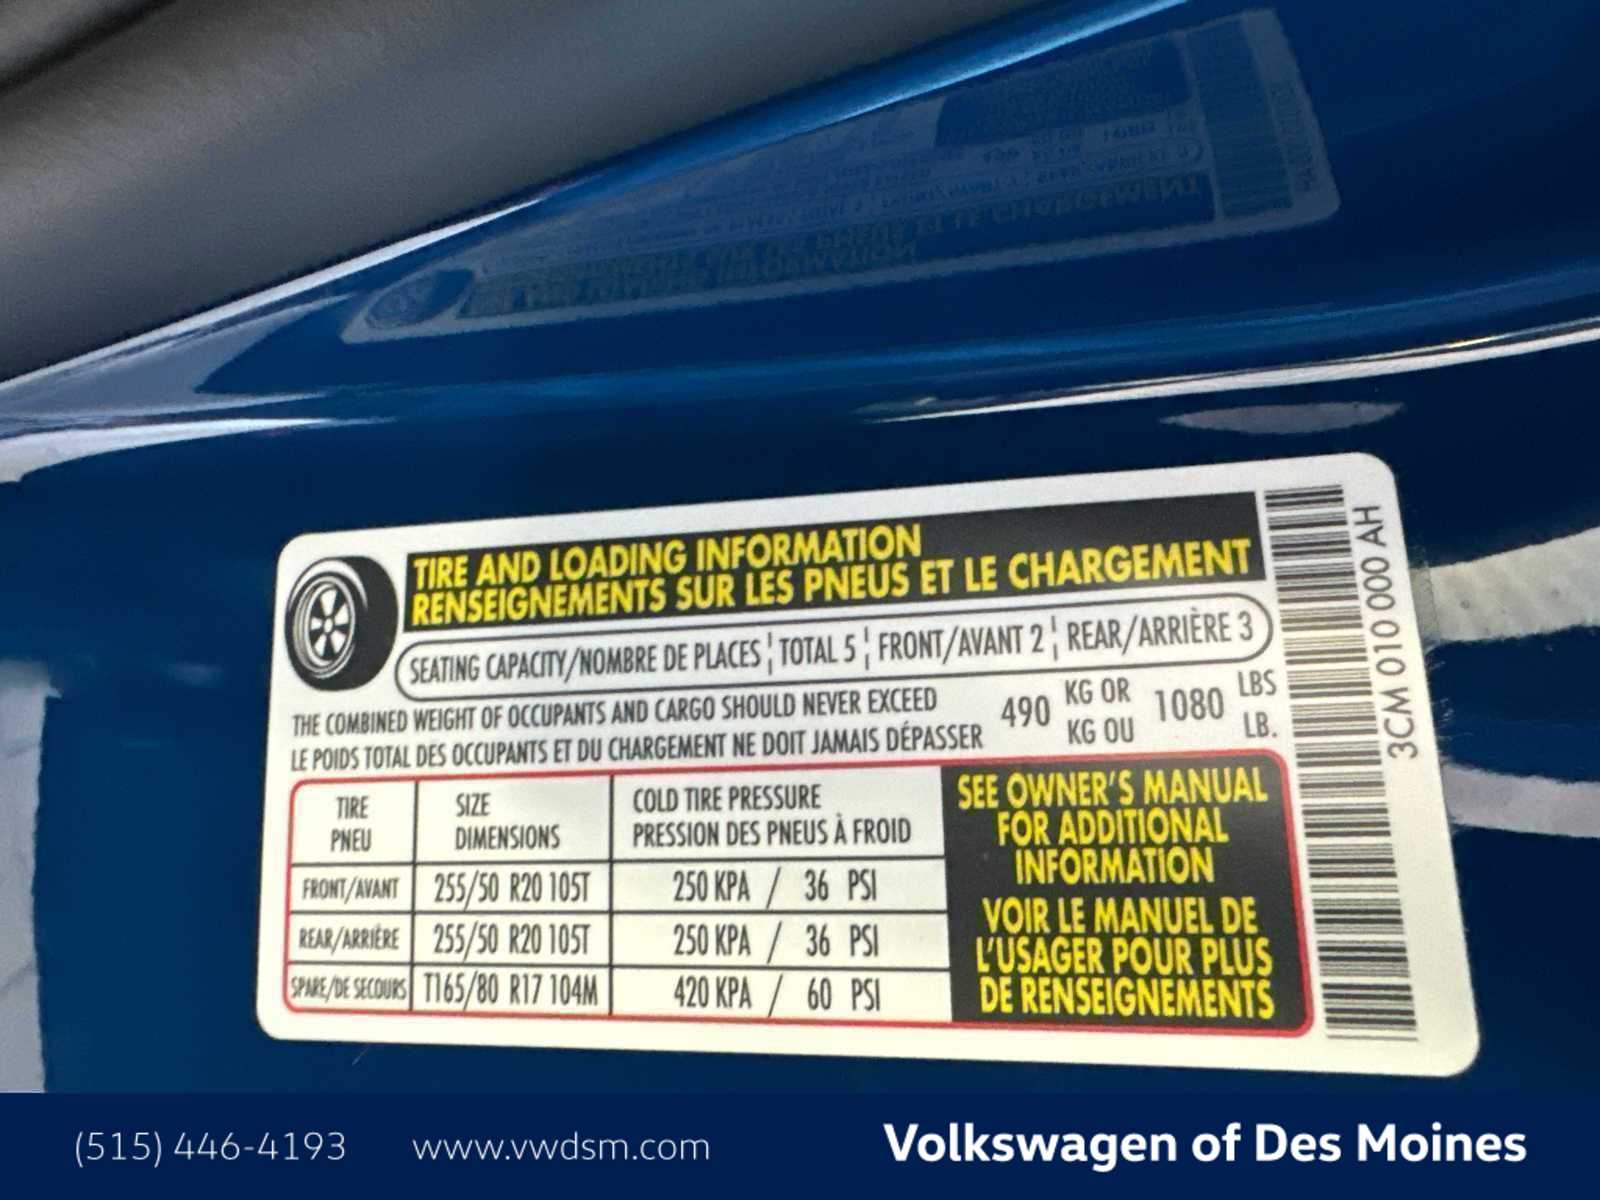 TIRE AND LOADING INFORMATION
RENSEIGNEMENTS SUR LES PNEUS ET LE CHARGEMENT
SEATING CAPACITY/NOMBRE DE PLACES ¦ TOTAL 5 ¦ FRONT/AVANT 2 ¦ REAR/ARRIÈRE 3
THE COMBINED WEIGHT OF OCCUPANTS AND CARGO SHOULD NEVER EXCEED
LE POIDS TOTAL DES OCCUPANTS ET DU CHARGEMENT NE DOIT JAMAIS DÉPASSER
490 KG OR 1080 LBS
KG OU LB.
TIRE SIZE COLD TIRE PRESSURE
PNEU DIMENSIONS PRESSION DES PNEUS À FROID
FRONT/AVANT 255/50 R20 105T 250 KPA / 36 PSI
REAR/ARRIÈRE 255/50 R20 105T 250 KPA / 36 PSI
SPARE/DE SECOURS T165/80 R17 104M 420 KPA / 60 PSI
SEE OWNER'S MANUAL
FOR ADDITIONAL
INFORMATION
VOIR LE MANUEL DE
L'USAGER POUR PLUS
DE RENSEIGNEMENTS
3CM 010 000 AH
(515) 446-4193 www.vwdsm.com Volkswagen of Des Moines